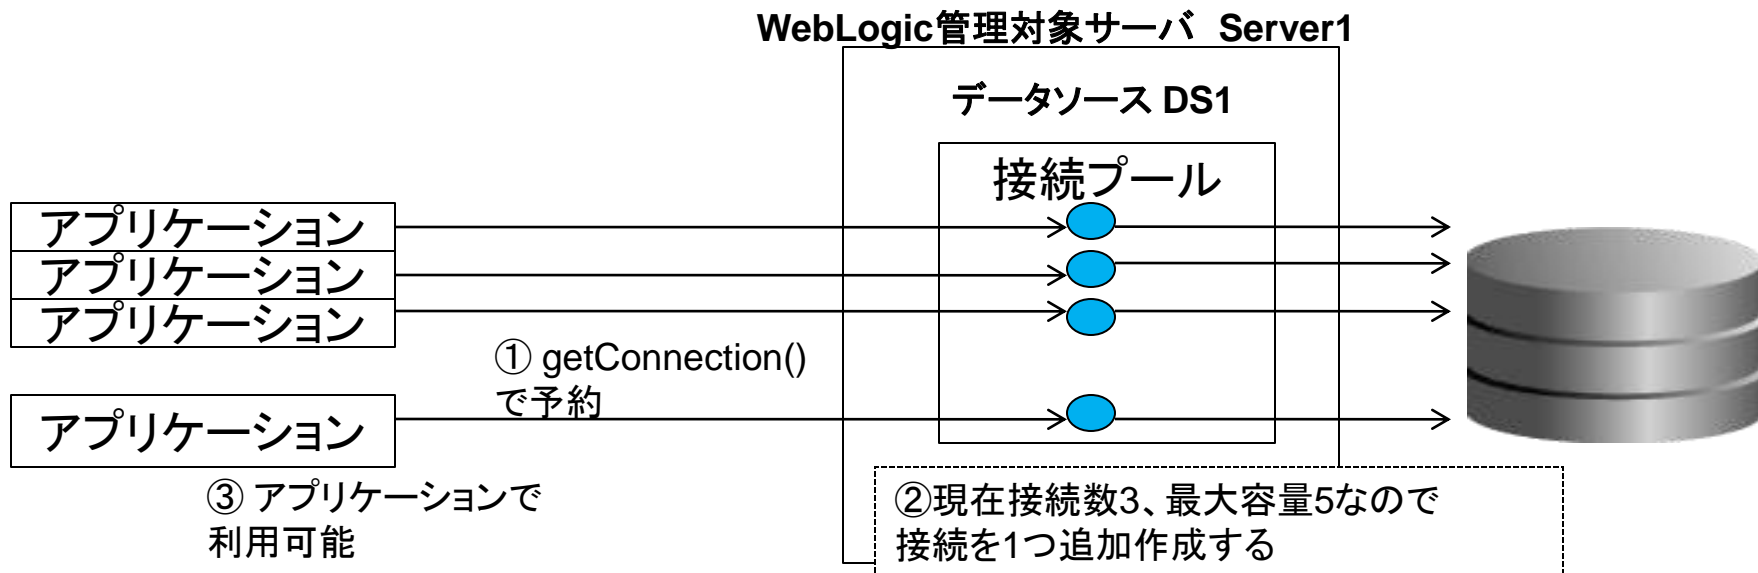 WebLogic管理対象サーバ Server1
データソース DS1
接続プール
アプリケーション
アプリケーション
アプリケーション
① getConnection()
で予約
アプリケーション
③ アプリケーションで
利用可能
②現在接続数3、最大容量5なので
接続を1つ追加作成する